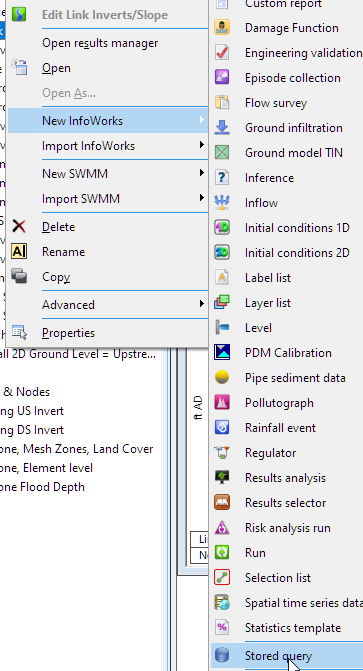 Edit Link Inverts/Slope
Open results manager
Open
Open As...
New InfoWorks
Import InfoWorks
New SWMM
Import SWMM
Delete
Rename
Copy
Advanced
Properties
all 2D Ground Level = Upstre...
& Nodes
ng US Invert
ng DS Invert
one, Mesh Zones, Land Cover
one, Element level
one Flood Depth
ft AD
Custom report
Damage Function
Engineering validation
Episode collection
Flow survey
Ground infiltration
Ground model TIN
Inference
Inflow
Initial conditions 1D
Initial conditions 2D
Label list
Layer list
Level
PDM Calibration
Pipe sediment data
Pollutograph
Rainfall event
Regulator
Results analysis
Results selector
Risk analysis run
Run
Selection list
Spatial time series data
Statistics template
Stored query